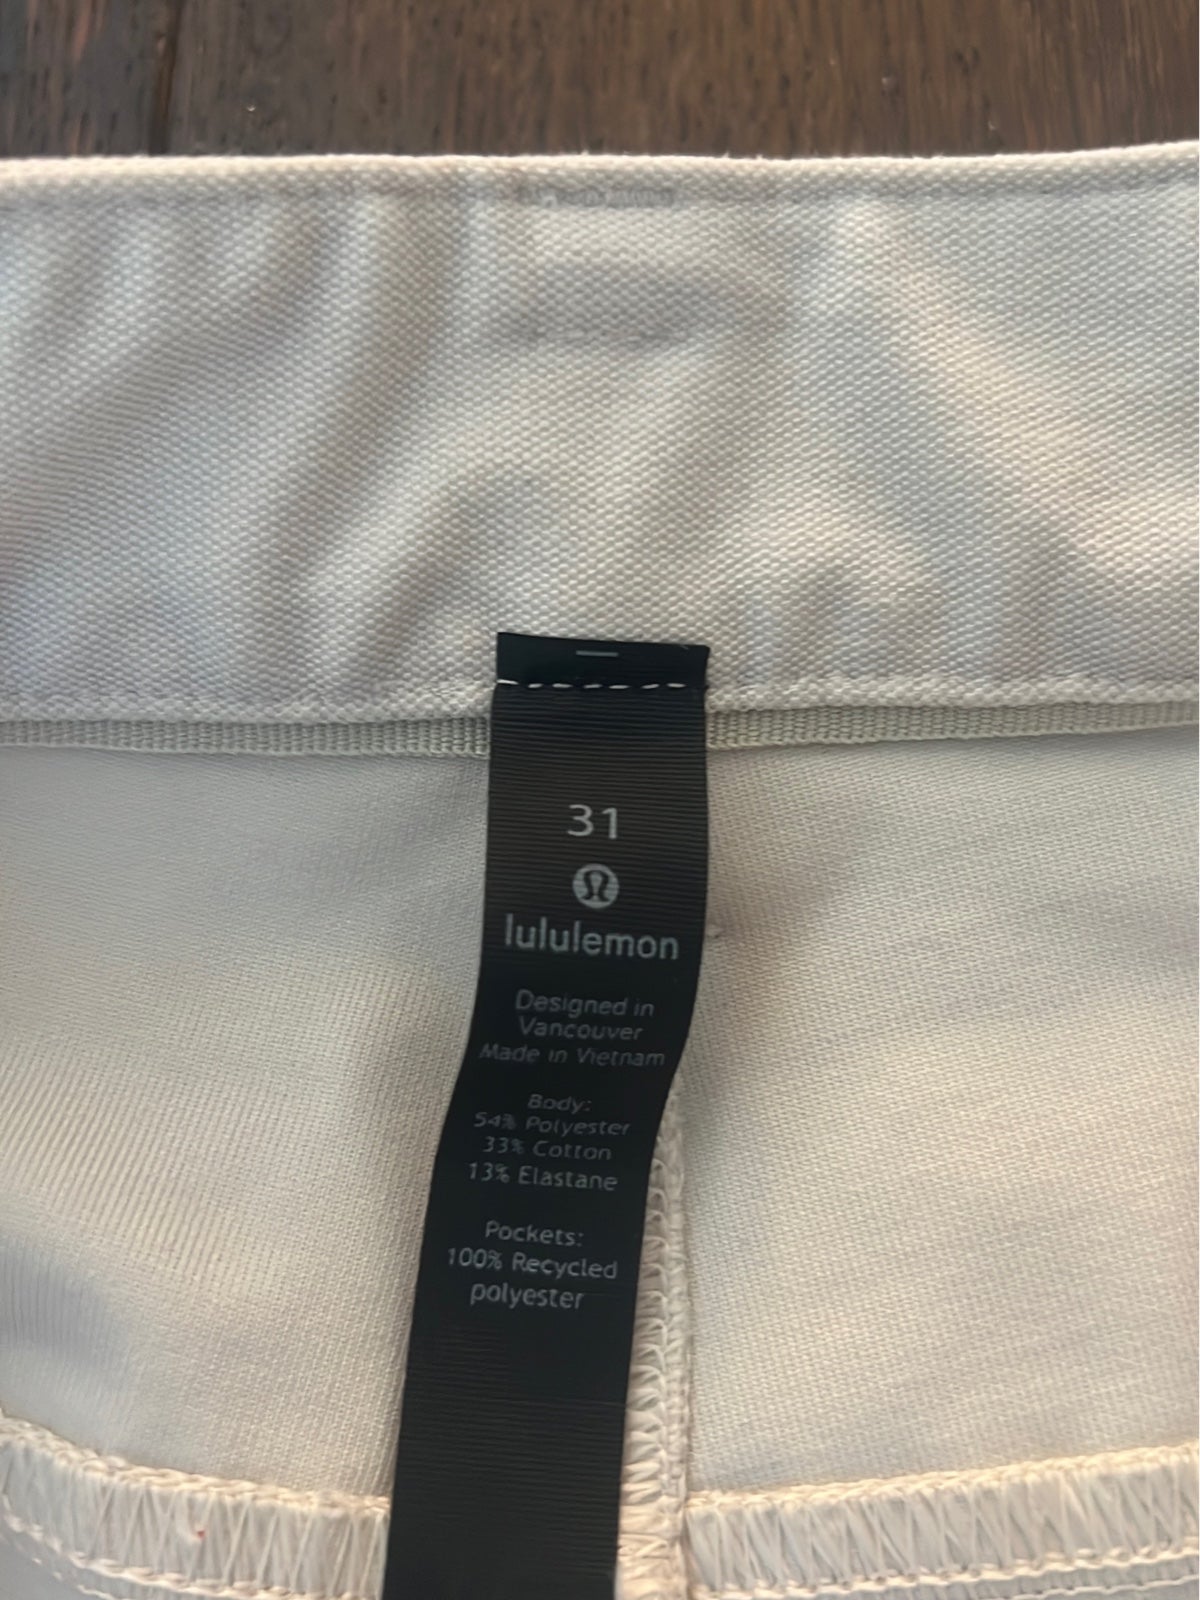 31
lululemon
Designed in
Vancouver
Made in Vietnam
Body:
54% Polyester
33% Cotton
13% Elastane
Pockets:
100% Recycled
polyester